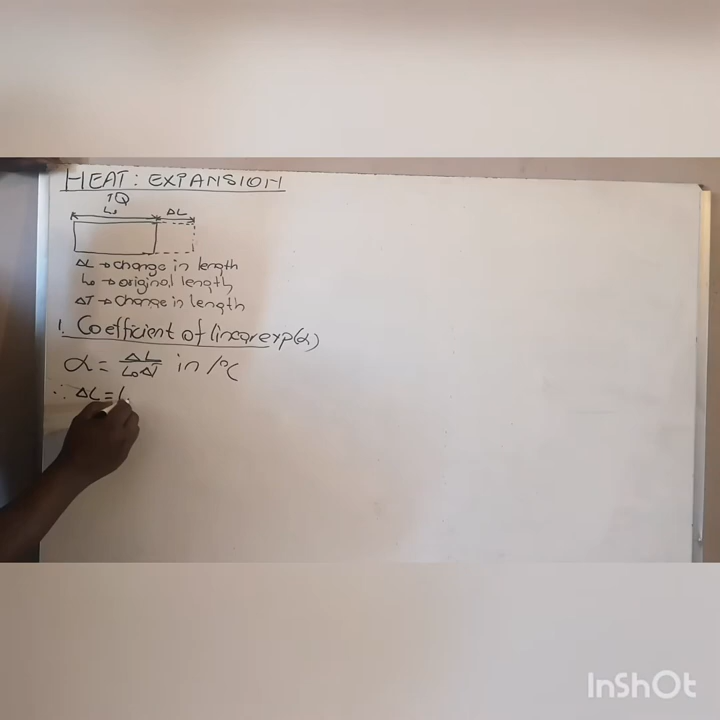 HEAT: EXPANSION
↑Q
L₀ ΔL
ΔL → change in length
L₀ → original length
ΔT → change in length
1. Coefficient of linear exp(α)
α = ΔL/L₀ΔT in /°C
∴ ΔL = L
InShOt